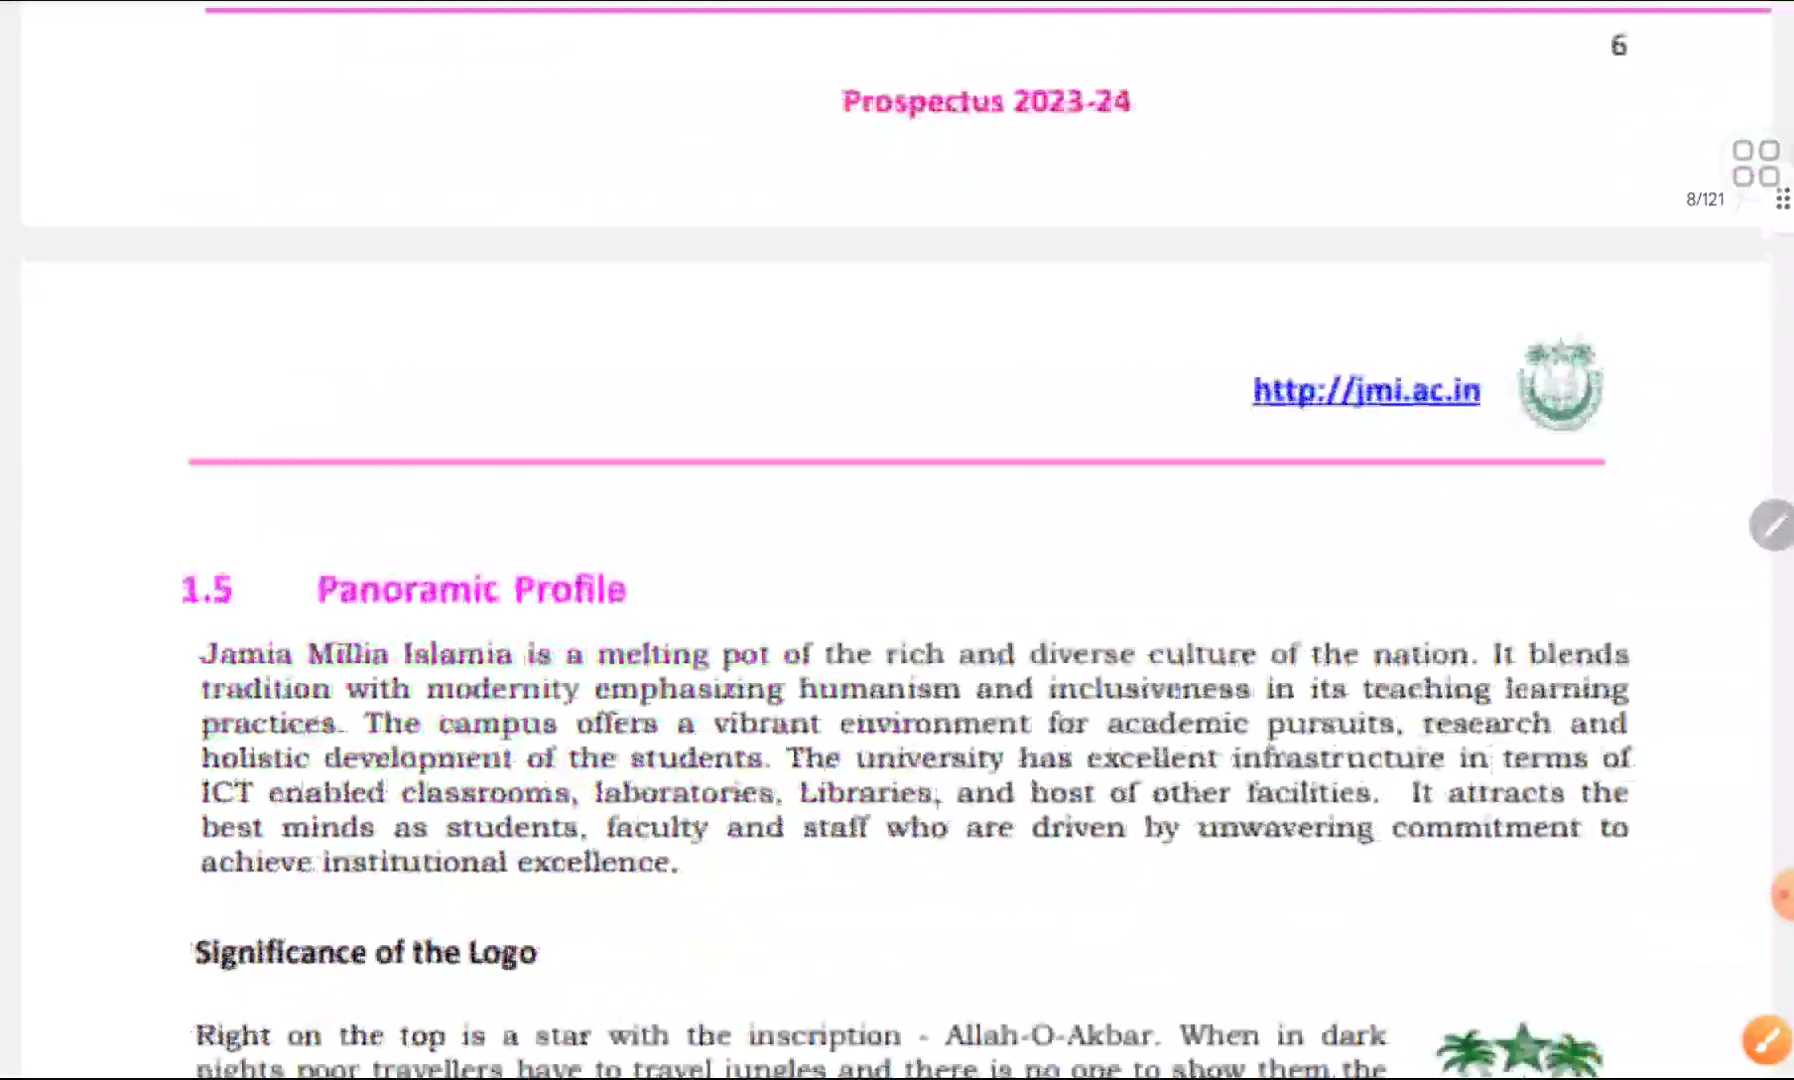 6
Prospectus 2023-24
8/121
http://jmi.ac.in
1.5 Panoramic Profile
Jamia Millia Islamia is a melting pot of the rich and diverse culture of the nation. It blends
tradition with modernity emphasizing humanism and inclusiveness in its teaching learning
practices. The campus offers a vibrant environment for academic pursuits, research and
holistic development of the students. The university has excellent infrastructure in terms of
ICT enabled classrooms, laboratories, Libraries, and host of other facilities. It attracts the
best minds as students, faculty and staff who are driven by unwavering commitment to
achieve institutional excellence.
Significance of the Logo
Right on the top is a star with the inscription - Allah-O-Akbar. When in dark
nights poor travellers have to travel jungles and there is no one to show them the